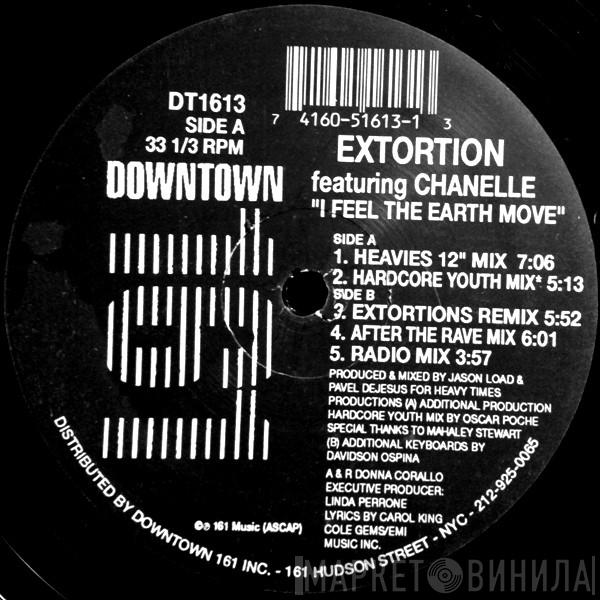 DT1613
SIDE A
33 1/3 RPM
DOWNTOWN
7 4160-51613-1 3
EXTORTION
featuring CHANELLE
"I FEEL THE EARTH MOVE"
SIDE A
1. HEAVIES 12" MIX 7:06
2. HARDCORE YOUTH MIX* 5:13
SIDE B
3. EXTORTIONS REMIX 5:52
4. AFTER THE RAVE MIX 6:01
5. RADIO MIX 3:57
PRODUCED & MIXED BY JASON LOAD &
PAVEL DEJESUS FOR HEAVY TIMES
PRODUCTIONS (A) ADDITIONAL PRODUCTION
HARDCORE YOUTH MIX BY OSCAR POCHE
SPECIAL THANKS TO MAHALEY STEWART
(B) ADDITIONAL KEYBOARDS BY
DAVIDSON OSPINA
A & R DONNA CORALLO
EXECUTIVE PRODUCER:
LINDA PERRONE
LYRICS BY CAROL KING
COLE GEMS/EMI
MUSIC INC.
©℗ 161 Music (ASCAP)
DISTRIBUTED BY DOWNTOWN 161 INC. - 161 HUDSON STREET - NYC - 212-925-0065
МАРКЕТ ВИНИЛА